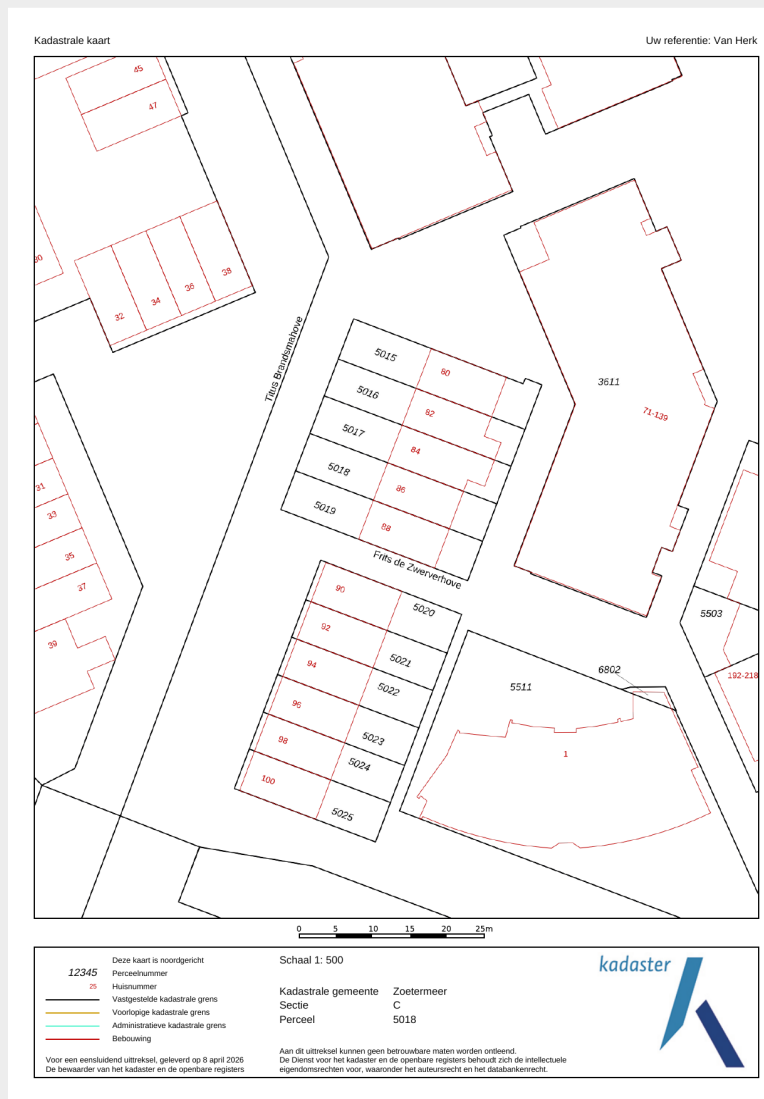 Kadastrale kaart
Uw referentie: Van Herk
45
47
30
38
36
34
32
Titus Brandsmahove
5015
60
5016
82
5017
84
5018
86
5019
88
3611
71-139
31
33
35
37
39
Frits de Zwerverhove
90
5020
92
5021
94
5022
96
5023
98
5024
100
5025
5503
6802
5511
192-218
1
0 5 10 15 20 25m
Deze kaart is noordgericht
12345 Perceelnummer
25 Huisnummer
Vastgestelde kadastrale grens
Voorlopige kadastrale grens
Administratieve kadastrale grens
Bebouwing
Voor een eensluidend uittreksel, geleverd op 8 april 2026
De bewaarder van het kadaster en de openbare registers
Schaal 1: 500
Kadastrale gemeente Zoetermeer
Sectie C
Perceel 5018
Aan dit uittreksel kunnen geen betrouwbare maten worden ontleend.
De Dienst voor het kadaster en de openbare registers behoudt zich de intellectuele
eigendomsrechten voor, waaronder het auteursrecht en het databankenrecht.
kadaster